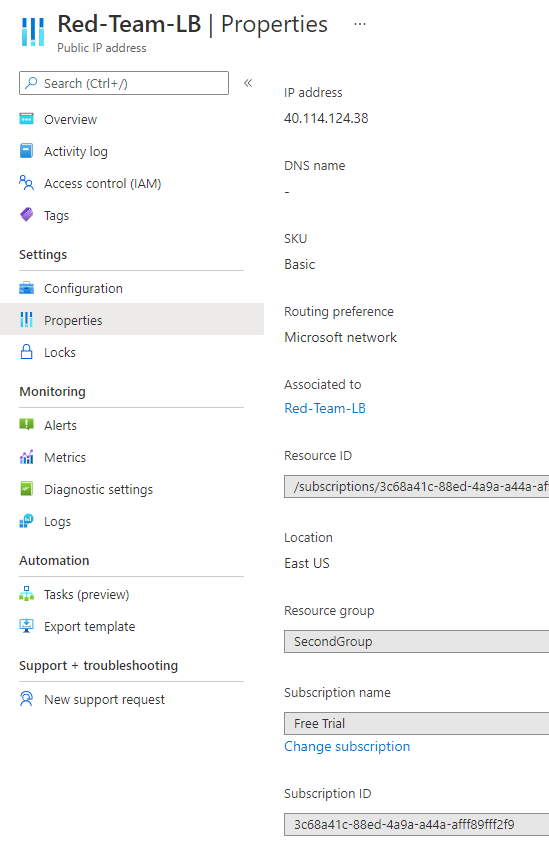 Red-Team-LB | Properties ...
Public IP address
Search (Ctrl+/)
«
Overview
Activity log
Access control (IAM)
Tags
Settings
Configuration
Properties
Locks
Monitoring
Alerts
Metrics
Diagnostic settings
Logs
Automation
Tasks (preview)
Export template
Support + troubleshooting
New support request
IP address
40.114.124.38
DNS name
-
SKU
Basic
Routing preference
Microsoft network
Associated to
Red-Team-LB
Resource ID
/subscriptions/3c68a41c-88ed-4a9a-a44a-aff
Location
East US
Resource group
SecondGroup
Subscription name
Free Trial
Change subscription
Subscription ID
3c68a41c-88ed-4a9a-a44a-afff89fff2f9